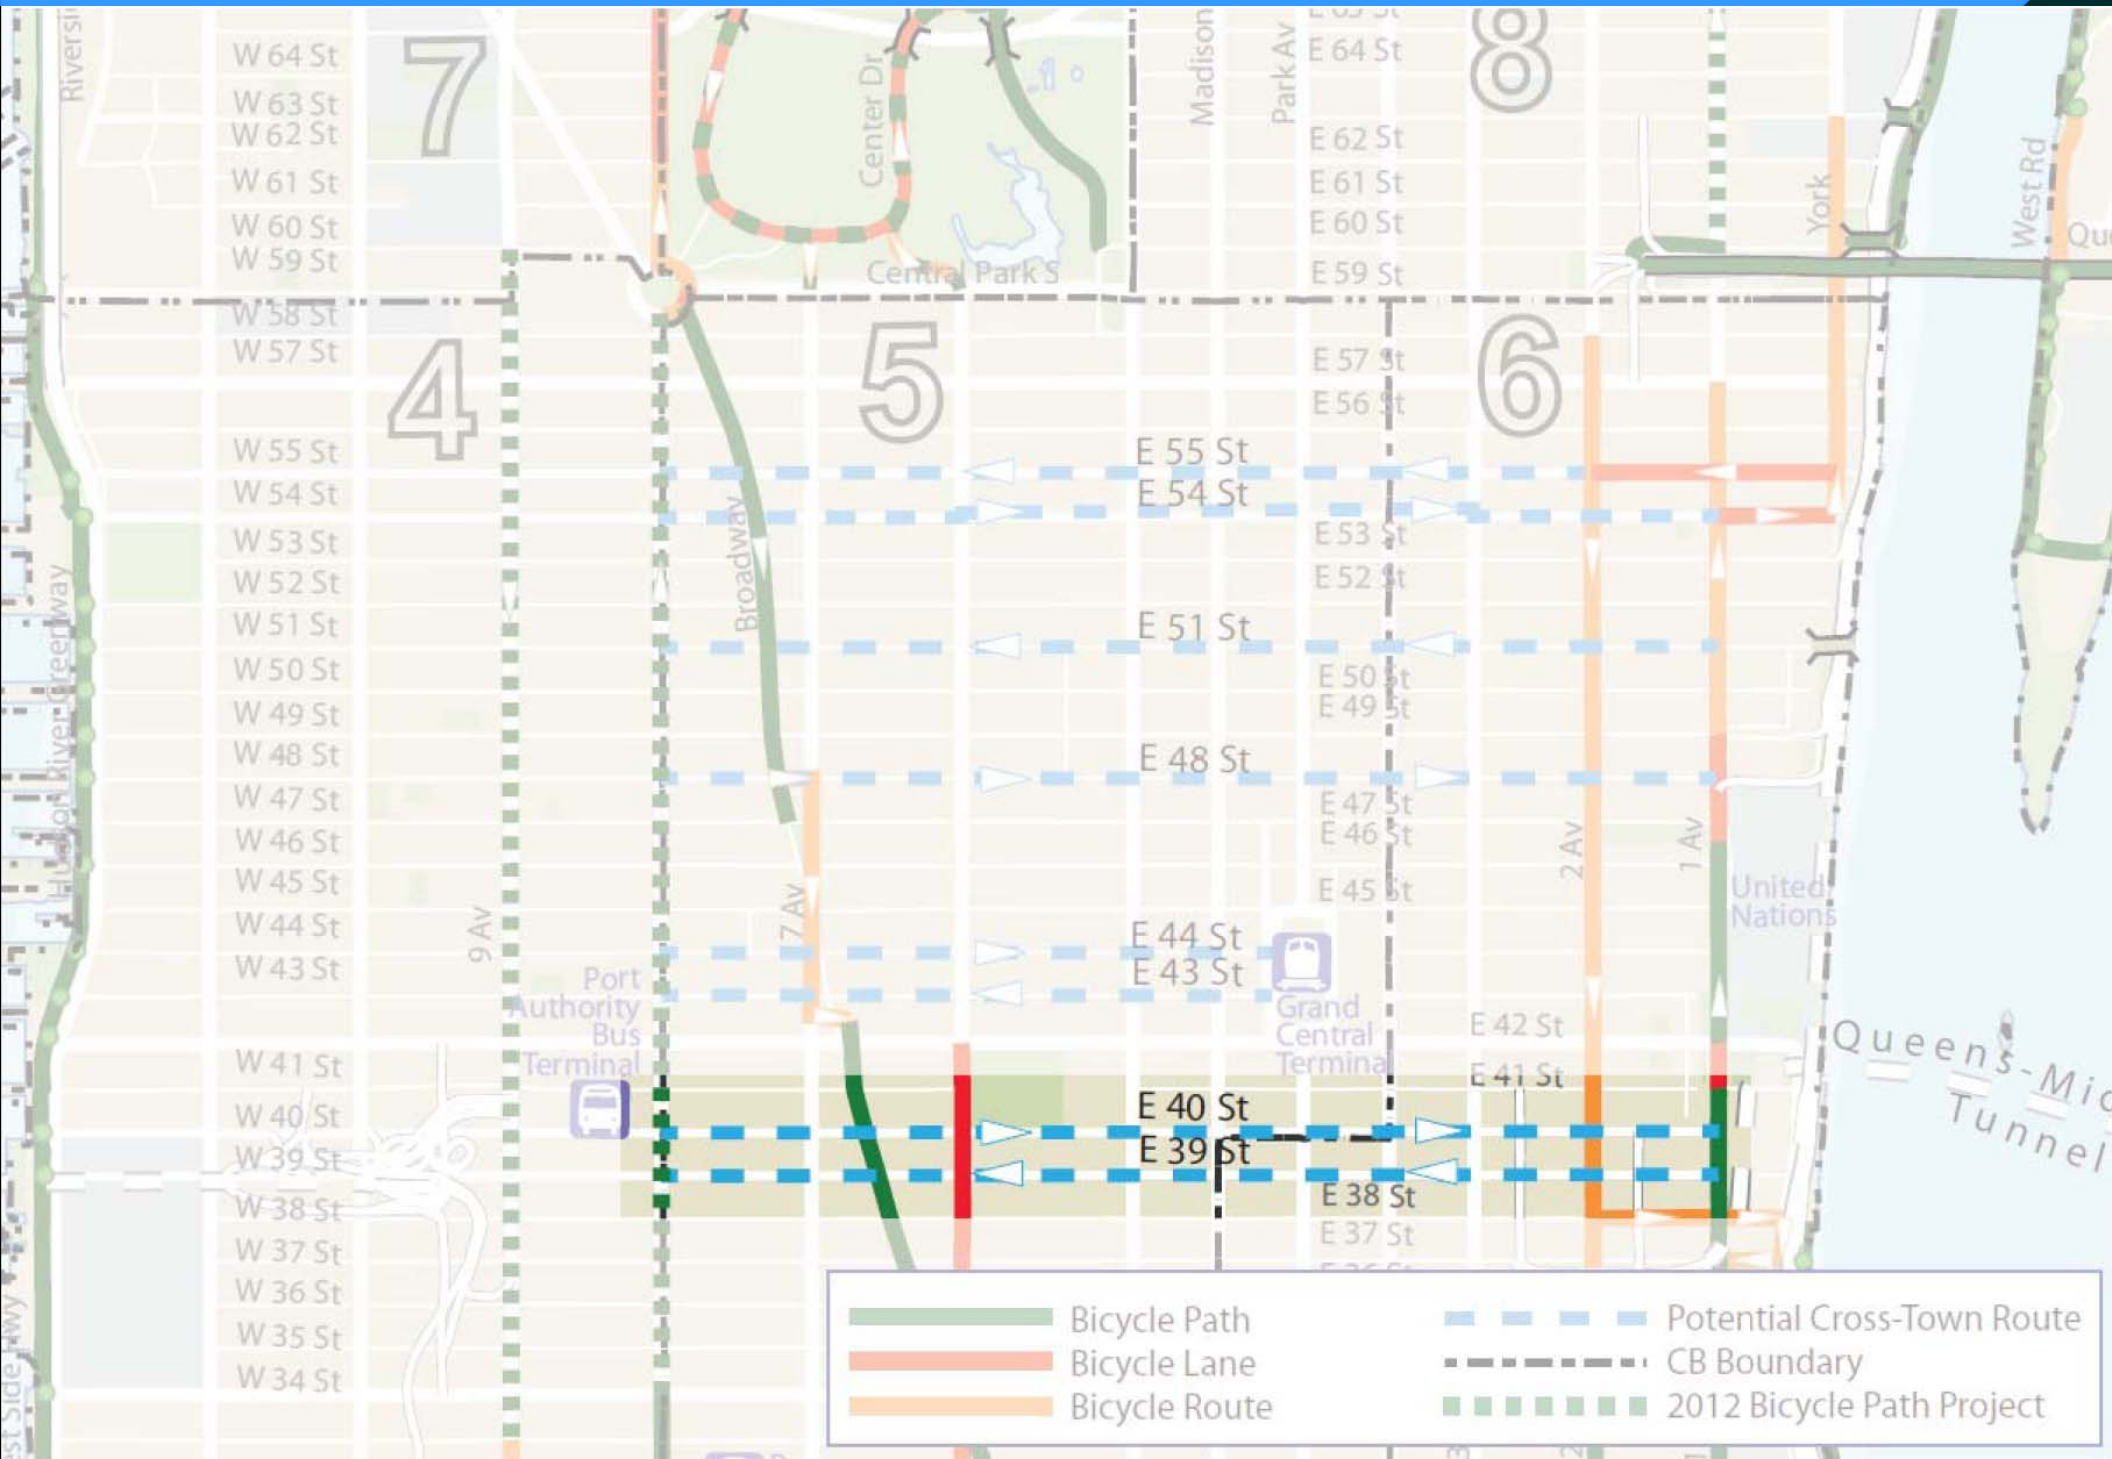 Riversi
W 64 St
W 63 St
W 62 St
W 61 St
W 60 St
W 59 St
W 58 St
W 57 St
W 55 St
W 54 St
W 53 St
W 52 St
W 51 St
W 50 St
W 49 St
W 48 St
W 47 St
W 46 St
W 45 St
W 44 St
W 43 St
W 41 St
W 40 St
W 39 St
W 38 St
W 37 St
W 36 St
W 35 St
W 34 St
7
4
5
8
6
Center Dr
Central Park S
Madison
Park Av
E 64 St
E 62 St
E 61 St
E 60 St
E 59 St
E 57 St
E 56 St
E 55 St
E 54 St
E 53 St
E 52 St
E 51 St
E 50 St
E 49 St
E 48 St
E 47 St
E 46 St
E 45 St
E 44 St
E 43 St
E 42 St
E 41 St
E 40 St
E 39 St
E 38 St
E 37 St
York
West Rd
Que
Broadway
Hudson River Greenway
9 Av
7 Av
2 Av
1 Av
United
Nations
Port
Authority
Bus
Terminal
Grand
Central
Terminal
Queens-Mid
Tunnel
est Side Hwy
Bicycle Path
Bicycle Lane
Bicycle Route
Potential Cross-Town Route
CB Boundary
2012 Bicycle Path Project